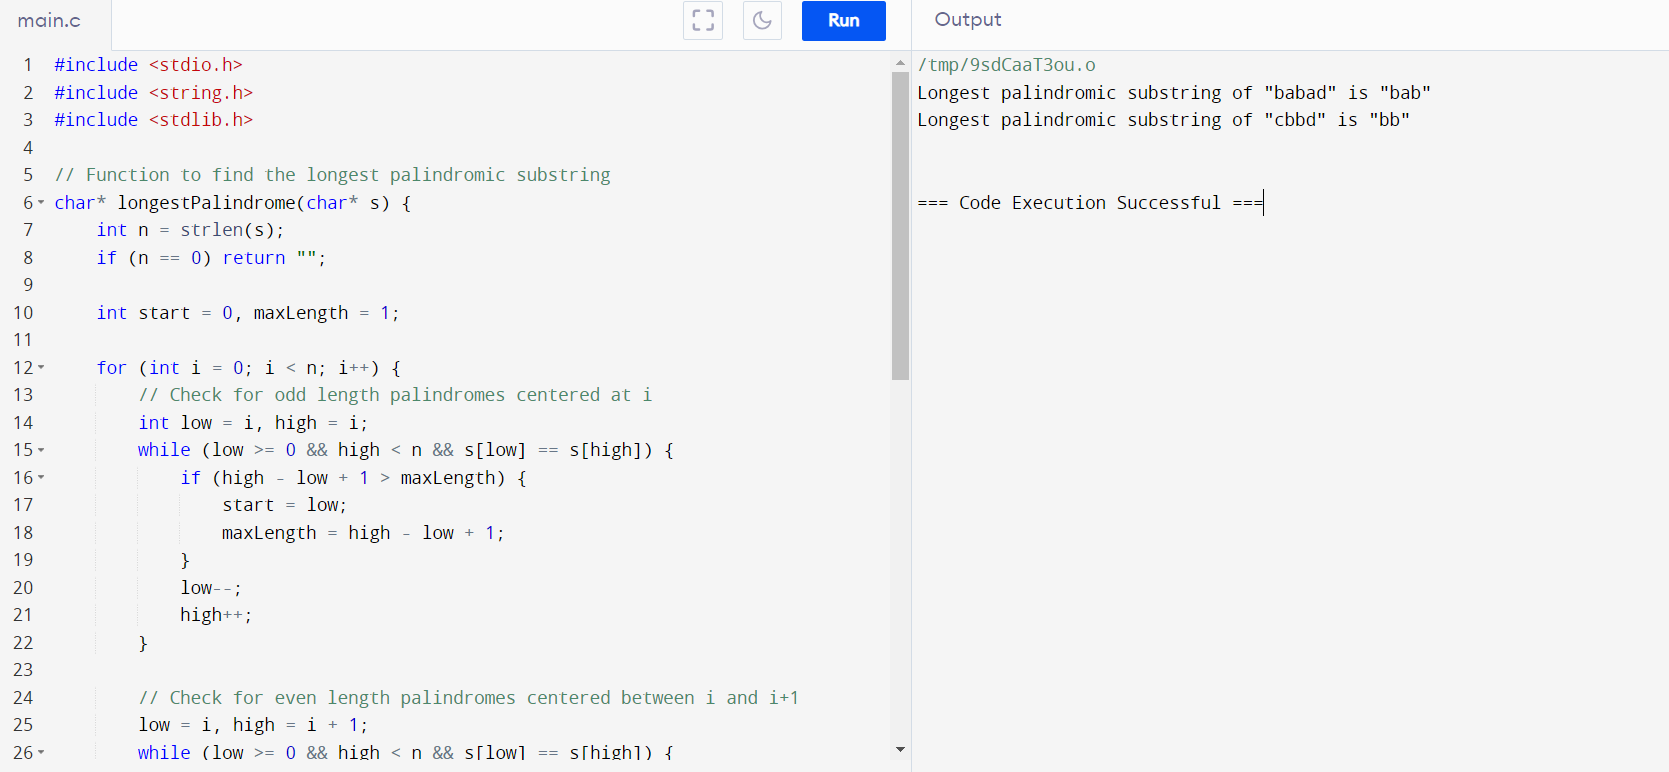 main.c
Run
Output
1 #include <stdio.h>
2 #include <string.h>
3 #include <stdlib.h>
4
5 // Function to find the longest palindromic substring
6 char* longestPalindrome(char* s) {
7     int n = strlen(s);
8     if (n == 0) return "";
9
10     int start = 0, maxLength = 1;
11
12     for (int i = 0; i < n; i++) {
13         // Check for odd length palindromes centered at i
14         int low = i, high = i;
15         while (low >= 0 && high < n && s[low] == s[high]) {
16             if (high - low + 1 > maxLength) {
17                 start = low;
18                 maxLength = high - low + 1;
19             }
20             low--;
21             high++;
22         }
23
24         // Check for even length palindromes centered between i and i+1
25         low = i, high = i + 1;
26         while (low >= 0 && high < n && s[low] == s[high]) {
/tmp/9sdCaaT3ou.o
Longest palindromic substring of "babad" is "bab"
Longest palindromic substring of "cbbd" is "bb"
=== Code Execution Successful ===